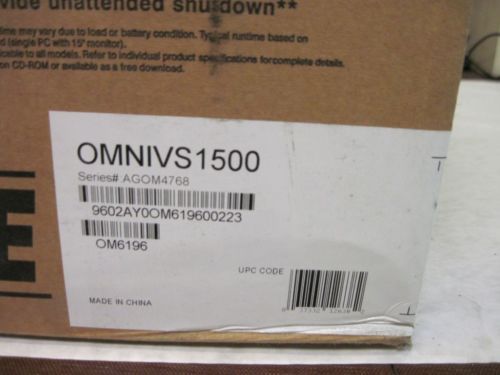 vide unattended shutdown**
time may vary due to load or battery condition. Typical runtime based on
(single PC with 15" monitor).
icable to all models. Refer to individual product specifications for complete details.
on CD-ROM or available as a free download.
OMNIVS1500
Series# AGOM4768
9602AY0OM619600223
OM6196
UPC CODE
MADE IN CHINA
E